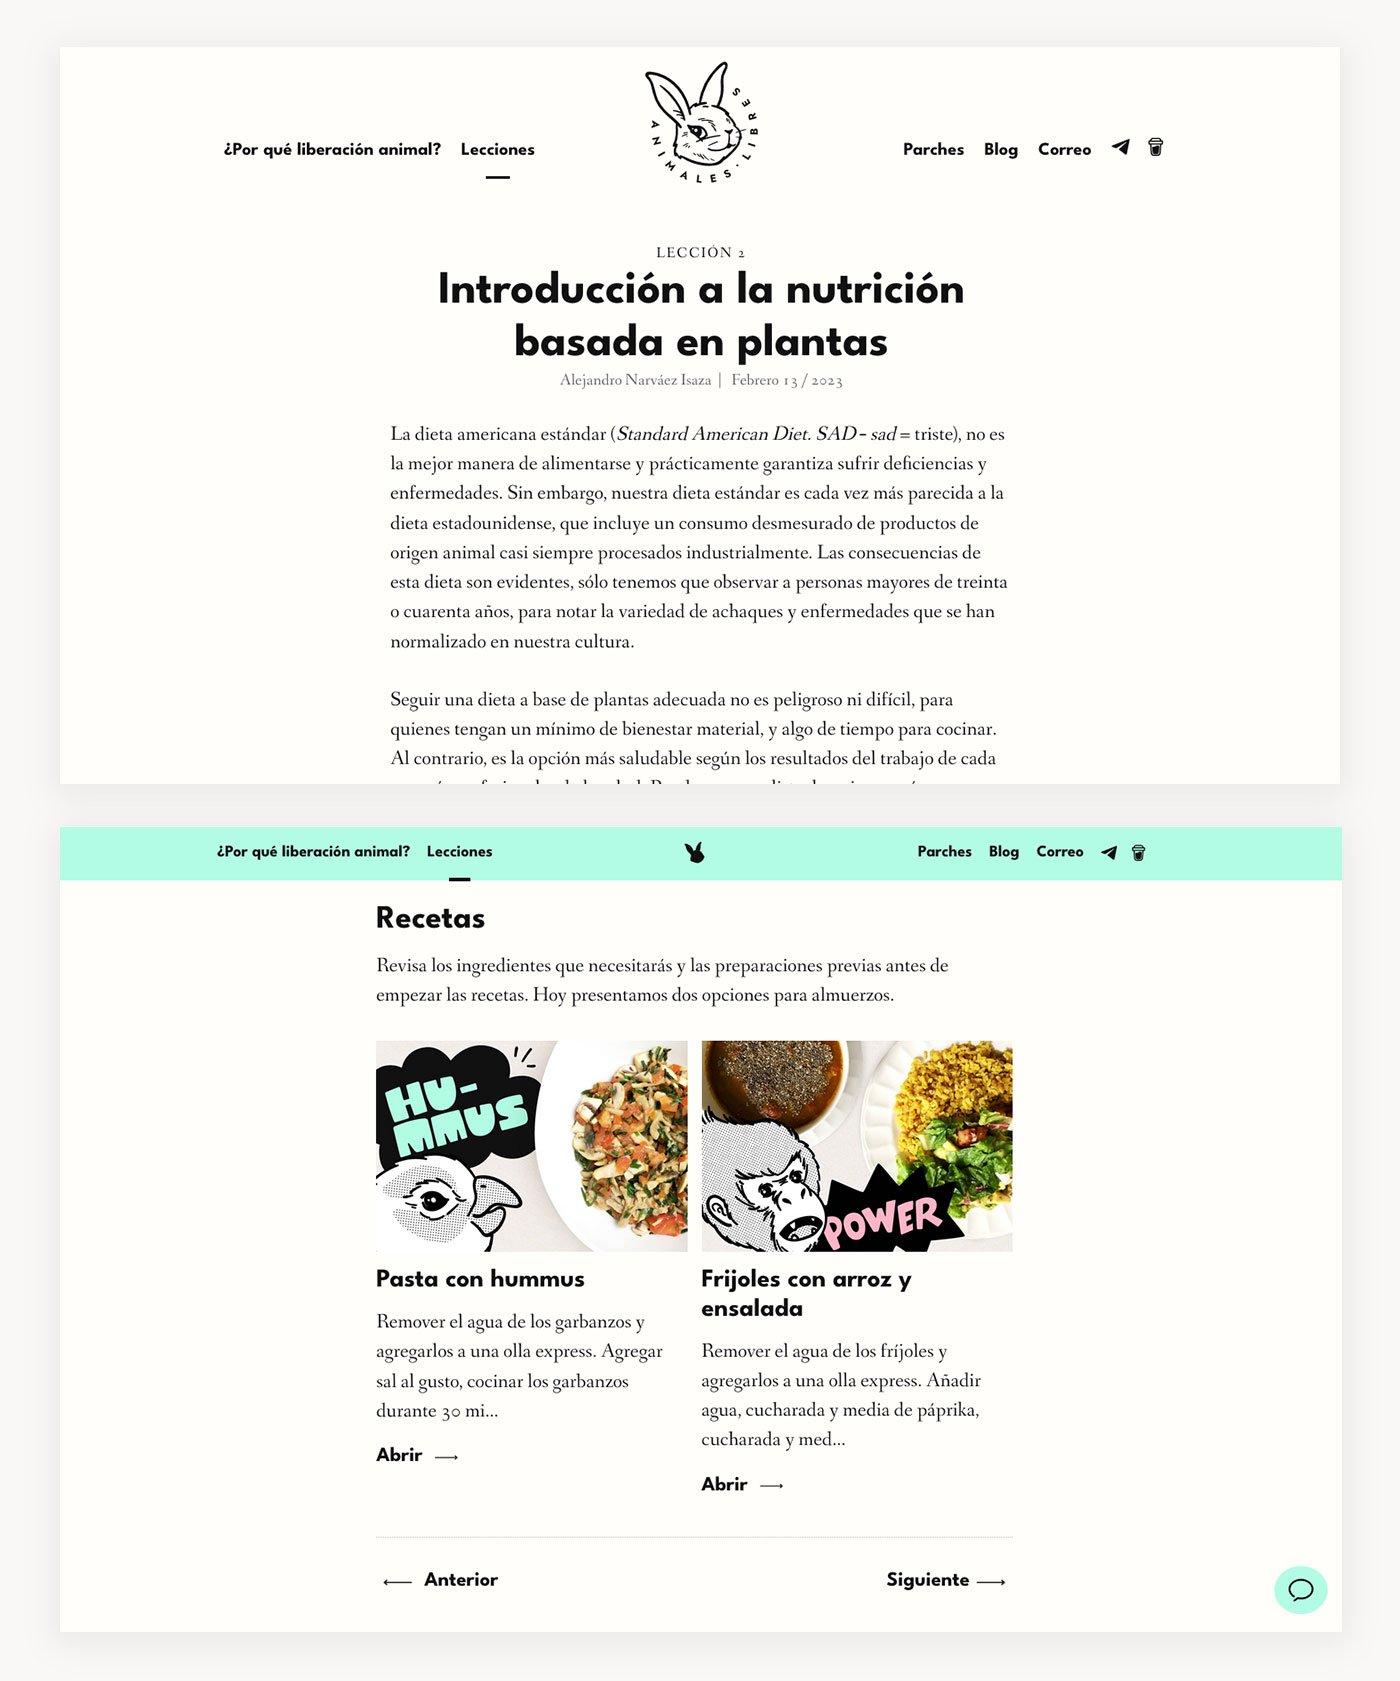 ¿Por qué liberación animal? Lecciones
ANIMALES · LIBRES
Parches Blog Correo
LECCIÓN 2
Introducción a la nutrición
basada en plantas
Alejandro Narváez Isaza | Febrero 13 / 2023
La dieta americana estándar (Standard American Diet. SAD - sad = triste), no es
la mejor manera de alimentarse y prácticamente garantiza sufrir deficiencias y
enfermedades. Sin embargo, nuestra dieta estándar es cada vez más parecida a la
dieta estadounidense, que incluye un consumo desmesurado de productos de
origen animal casi siempre procesados industrialmente. Las consecuencias de
esta dieta son evidentes, sólo tenemos que observar a personas mayores de treinta
o cuarenta años, para notar la variedad de achaques y enfermedades que se han
normalizado en nuestra cultura.
Seguir una dieta a base de plantas adecuada no es peligroso ni difícil, para
quienes tengan un mínimo de bienestar material, y algo de tiempo para cocinar.
Al contrario, es la opción más saludable según los resultados del trabajo de cada
¿Por qué liberación animal? Lecciones
Parches Blog Correo
Recetas
Revisa los ingredientes que necesitarás y las preparaciones previas antes de
empezar las recetas. Hoy presentamos dos opciones para almuerzos.
HU-
MMUS
POWER
Pasta con hummus
Remover el agua de los garbanzos y
agregarlos a una olla express. Agregar
sal al gusto, cocinar los garbanzos
durante 30 mi...
Abrir
Frijoles con arroz y
ensalada
Remover el agua de los fríjoles y
agregarlos a una olla express. Añadir
agua, cucharada y media de páprika,
cucharada y med...
Abrir
Anterior
Siguiente